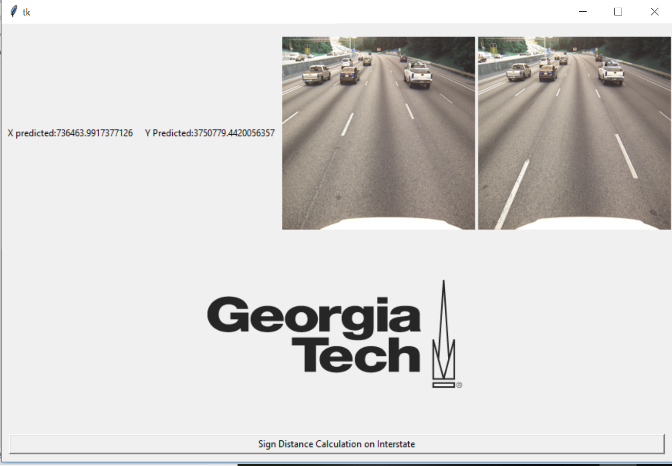 tk
X predicted:736463.9917377126 Y Predicted:3750779.4420056357
Georgia
Tech
®
Sign Distance Calculation on Interstate